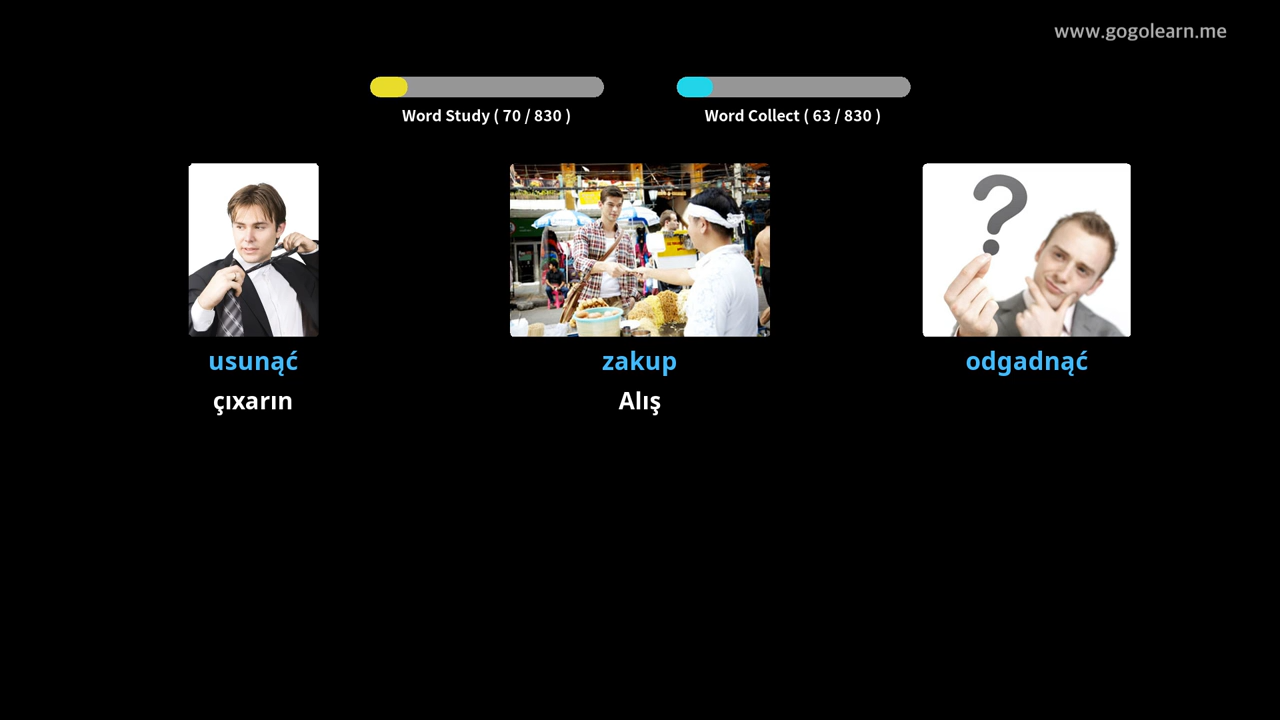 www.gogolearn.me
Word Study ( 70 / 830 )
Word Collect ( 63 / 830 )
usunąć
zakup
odgadnąć
çıxarın
Alış